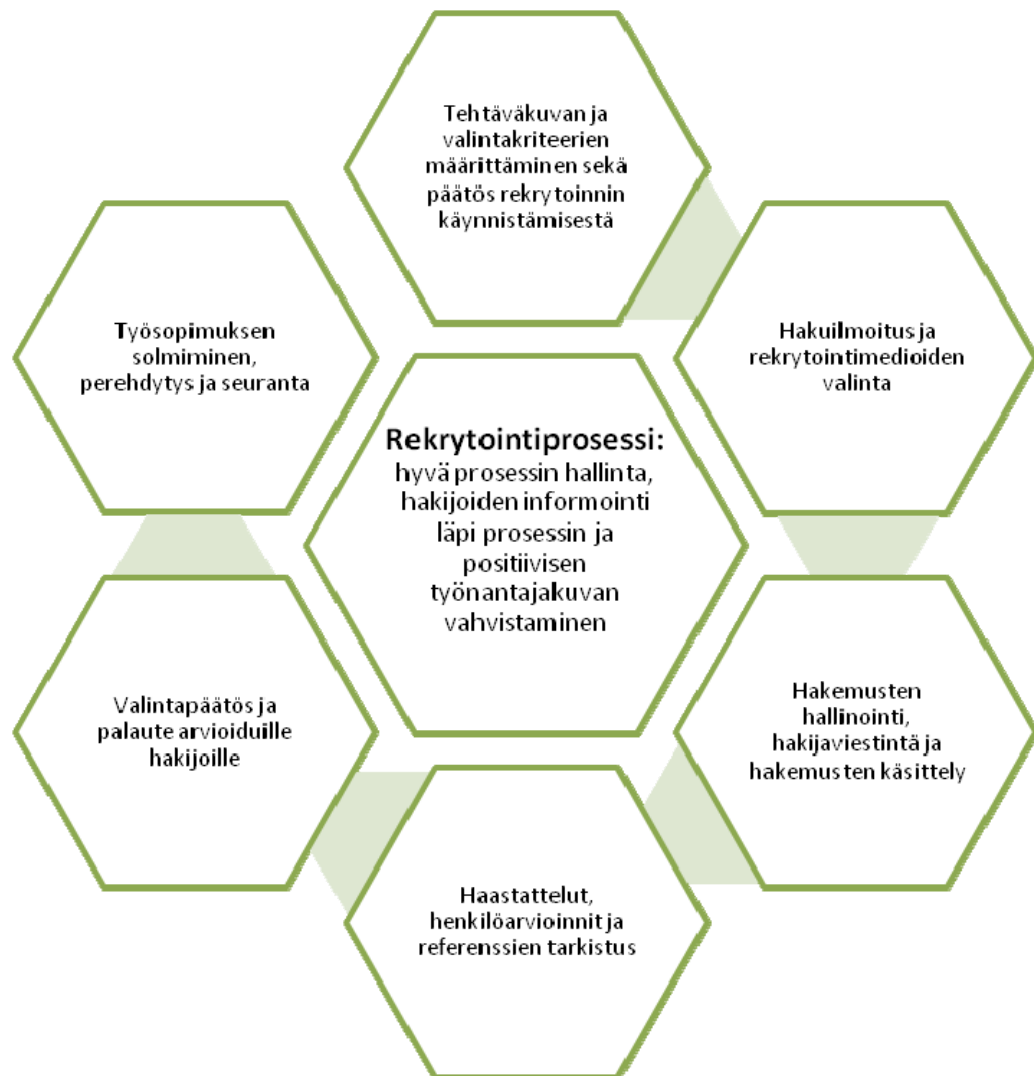 Tehtäväkuvan ja
valintakriteerien
määrittäminen sekä
päätös rekrytoinnin
käynnistämisestä
Hakuilmoitus ja
rekrytointimedioiden
valinta
Hakemusten
hallinointi,
hakijaviestintä ja
hakemusten käsittely
Haastattelut,
henkilöarvioinnit ja
referenssien tarkistus
Valintapäätös ja
palaute arvioiduille
hakijoille
Työsopimuksen
solmiminen,
perehdytys ja seuranta
Rekrytointiprosessi:
hyvä prosessin hallinta,
hakijoiden informointi
läpi prosessin ja
positiivisen
työnantajakuvan
vahvistaminen